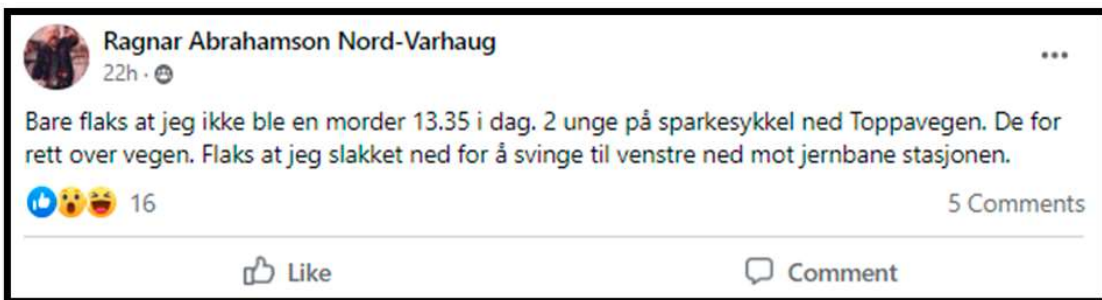 Ragnar Abrahamson Nord-Varhaug
22h ·
Bare flaks at jeg ikke ble en morder 13.35 i dag. 2 unge på sparkesykkel ned Toppavegen. De for
rett over vegen. Flaks at jeg slakket ned for å svinge til venstre ned mot jernbane stasjonen.
16
5 Comments
Like
Comment